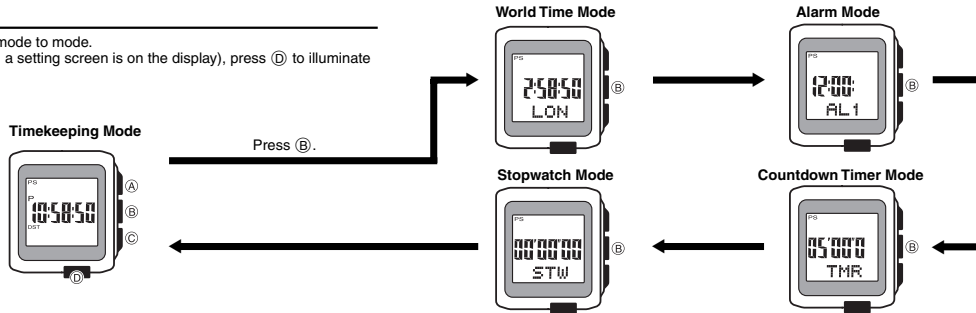 World Time Mode
Alarm Mode
mode to mode.
a setting screen is on the display), press Ⓓ to illuminate
PS
2:58:50
LON
Ⓑ
PS
12:00
AL1
Ⓑ
Timekeeping Mode
Press Ⓑ.
PS
P
10:58:50
DST
Ⓐ
Ⓑ
Ⓒ
Ⓓ
Stopwatch Mode
Countdown Timer Mode
PS
00'00'00
STW
Ⓑ
PS
05'00'0
TMR
Ⓑ